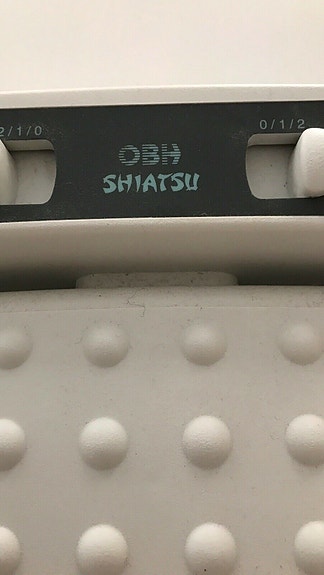 2/1/0
0/1/2
OBH
SHIATSU